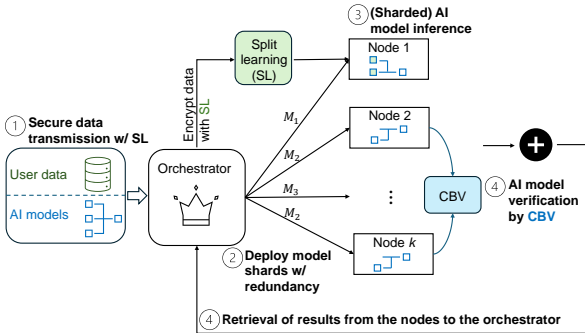 ③ (Sharded) AI
model inference
Split
learning
(SL)
Node 1
Encrypt data
with SL
① Secure data
transmission w/ SL
M₁
Node 2
User data
AI models
Orchestrator
M₂
M₃
⋮
M₂
CBV
④ AI model
verification
by CBV
Node k
② Deploy model
shards w/
redundancy
④ Retrieval of results from the nodes to the orchestrator